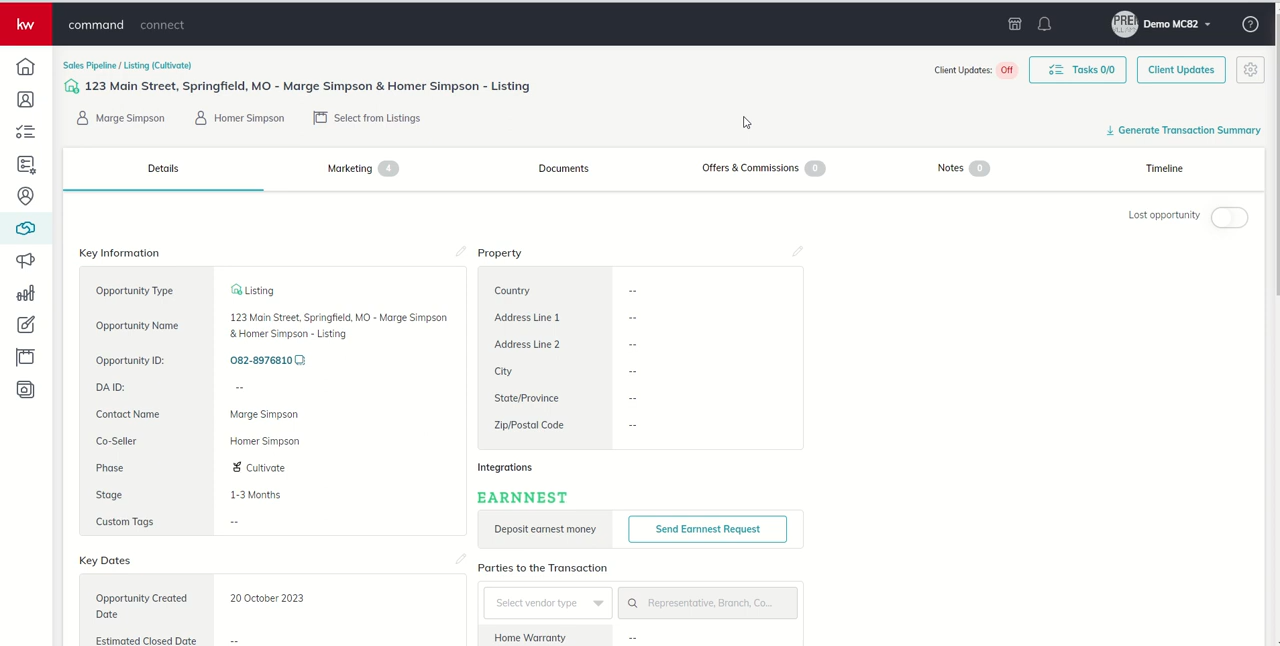 kw command connect Demo MC82
Sales Pipeline / Listing (Cultivate)
Client Updates: Off Tasks 0/0 Client Updates
123 Main Street, Springfield, MO - Marge Simpson & Homer Simpson - Listing
Marge Simpson Homer Simpson Select from Listings
Generate Transaction Summary
Details Marketing 4 Documents Offers & Commissions 0 Notes 0 Timeline
Lost opportunity
Key Information
Opportunity Type Listing
Opportunity Name 123 Main Street, Springfield, MO - Marge Simpson
& Homer Simpson - Listing
Opportunity ID: O82-8976810
DA ID: --
Contact Name Marge Simpson
Co-Seller Homer Simpson
Phase Cultivate
Stage 1-3 Months
Custom Tags --
Key Dates
Opportunity Created
Date
20 October 2023
Estimated Closed Date --
Property
Country --
Address Line 1 --
Address Line 2 --
City --
State/Province --
Zip/Postal Code --
Integrations
EARNNEST
Deposit earnest money Send Earnnest Request
Parties to the Transaction
Select vendor type Representative, Branch, Co...
Home Warranty --